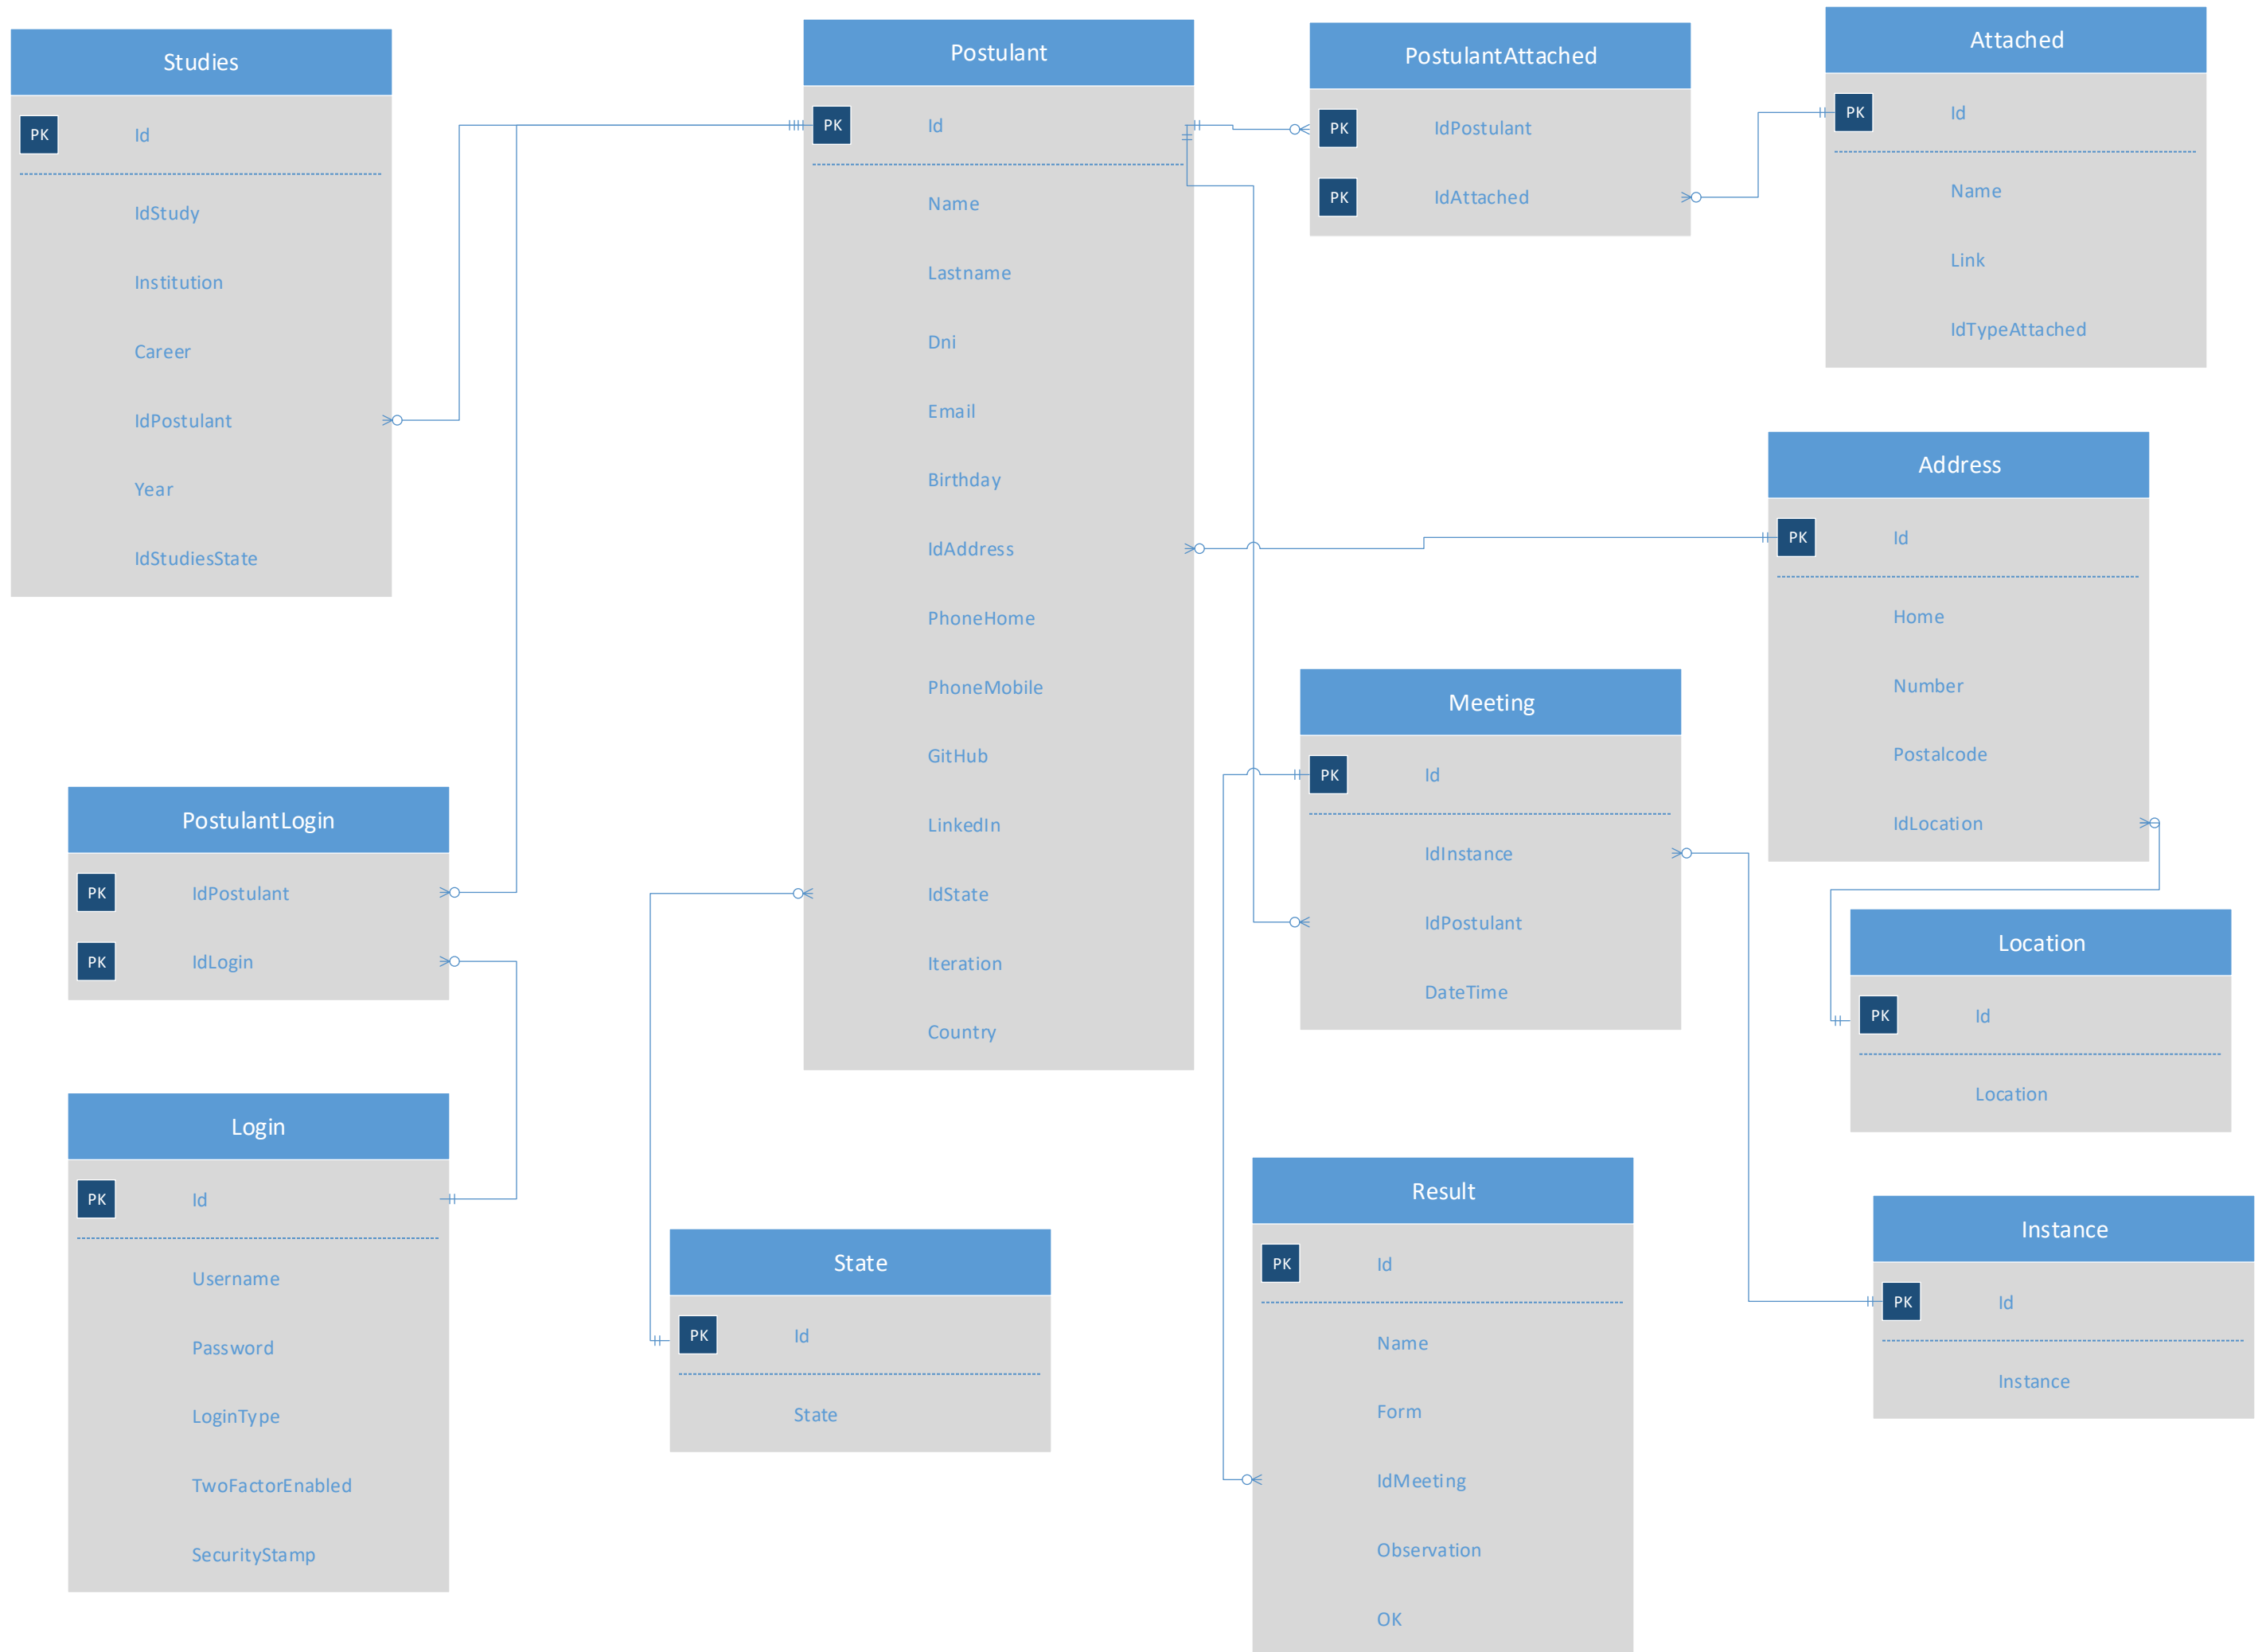 Studies
PK Id
IdStudy
Institution
Career
IdPostulant
Year
IdStudiesState
Postulant
PK Id
Name
Lastname
Dni
Email
Birthday
IdAddress
PhoneHome
PhoneMobile
GitHub
LinkedIn
IdState
Iteration
Country
PostulantAttached
PK IdPostulant
PK IdAttached
Attached
PK Id
Name
Link
IdTypeAttached
Address
PK Id
Home
Number
Postalcode
IdLocation
Meeting
PK Id
IdInstance
IdPostulant
DateTime
PostulantLogin
PK IdPostulant
PK IdLogin
Location
PK Id
Location
Login
PK Id
Username
Password
LoginType
TwoFactorEnabled
SecurityStamp
State
PK Id
State
Result
PK Id
Name
Form
IdMeeting
Observation
OK
Instance
PK Id
Instance